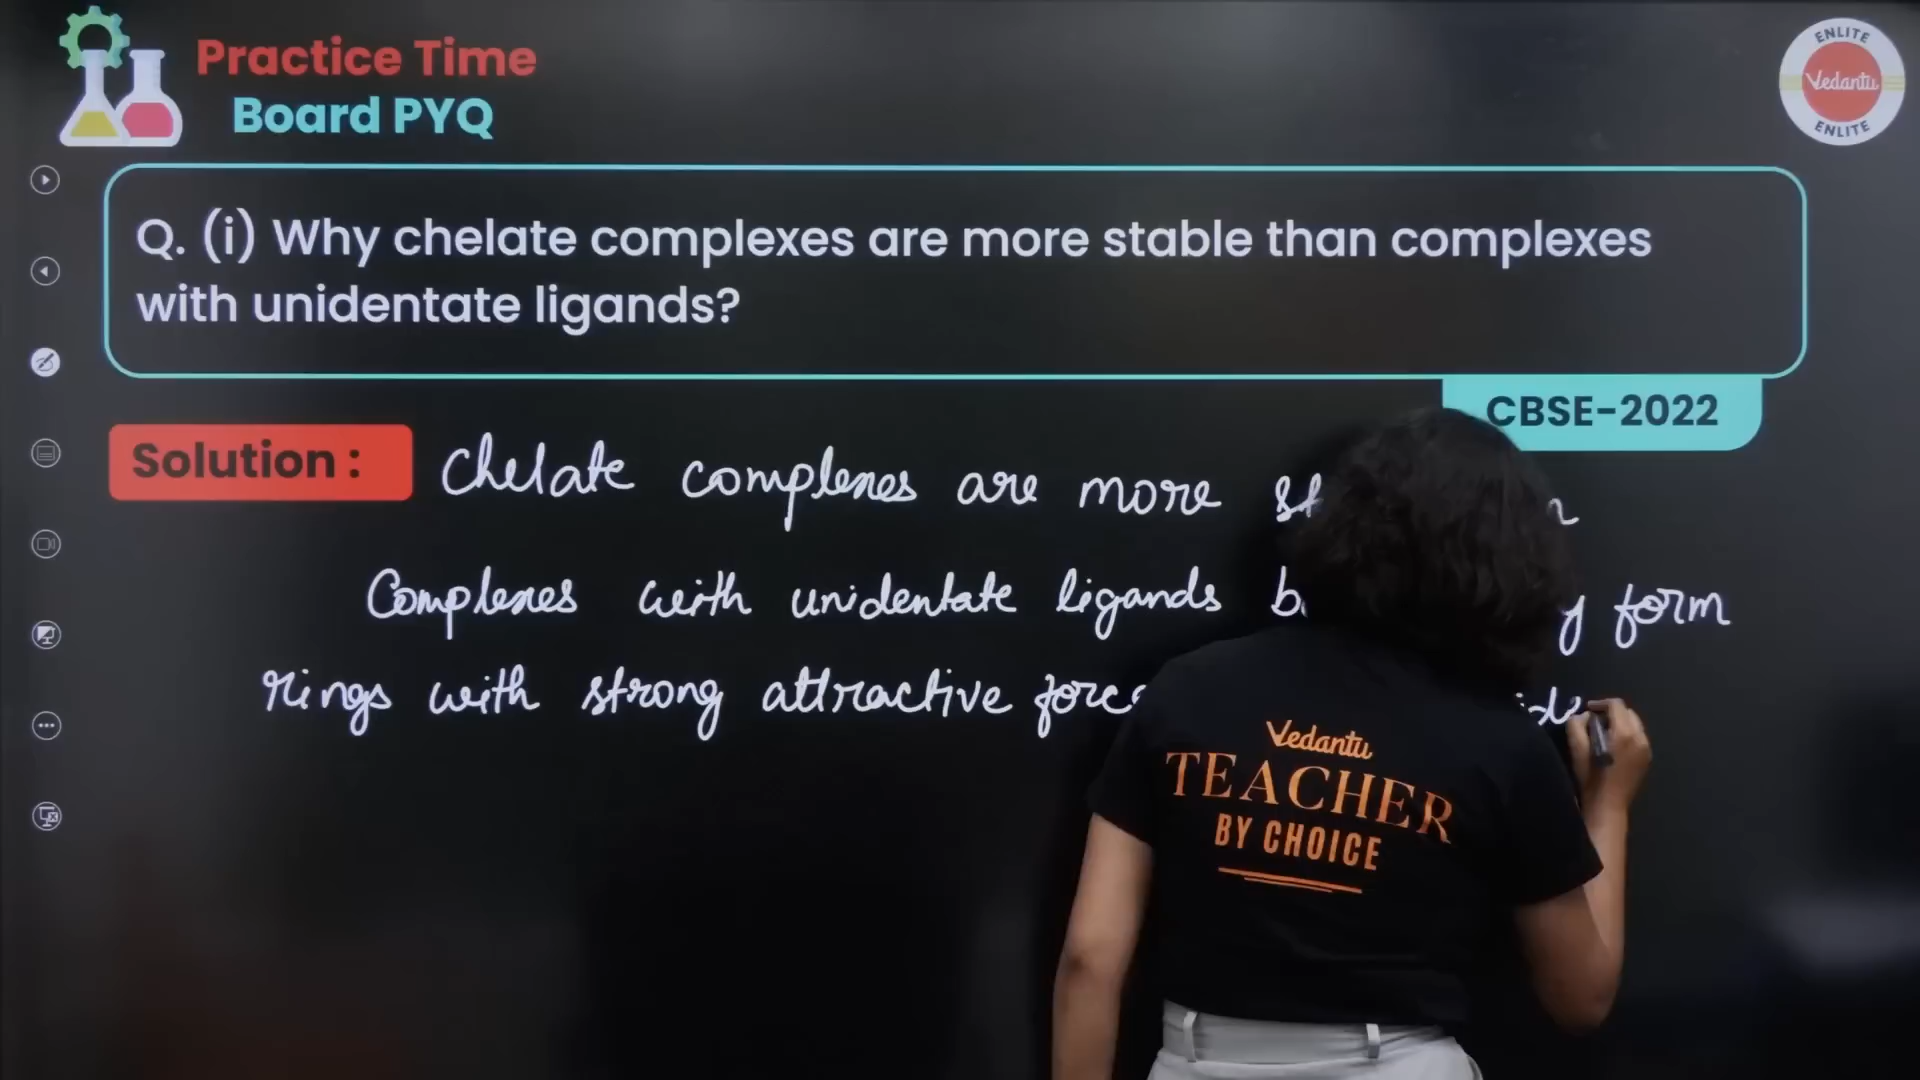 Practice Time
Board PYQ
ENLITE
Vedantu
ENLITE
Q. (i) Why chelate complexes are more stable than complexes
with unidentate ligands?
CBSE-2022
Solution :
Chelate complexes are more
Complexes with unidentate ligands form
rings with strong attractive
Vedantu
TEACHER
BY CHOICE